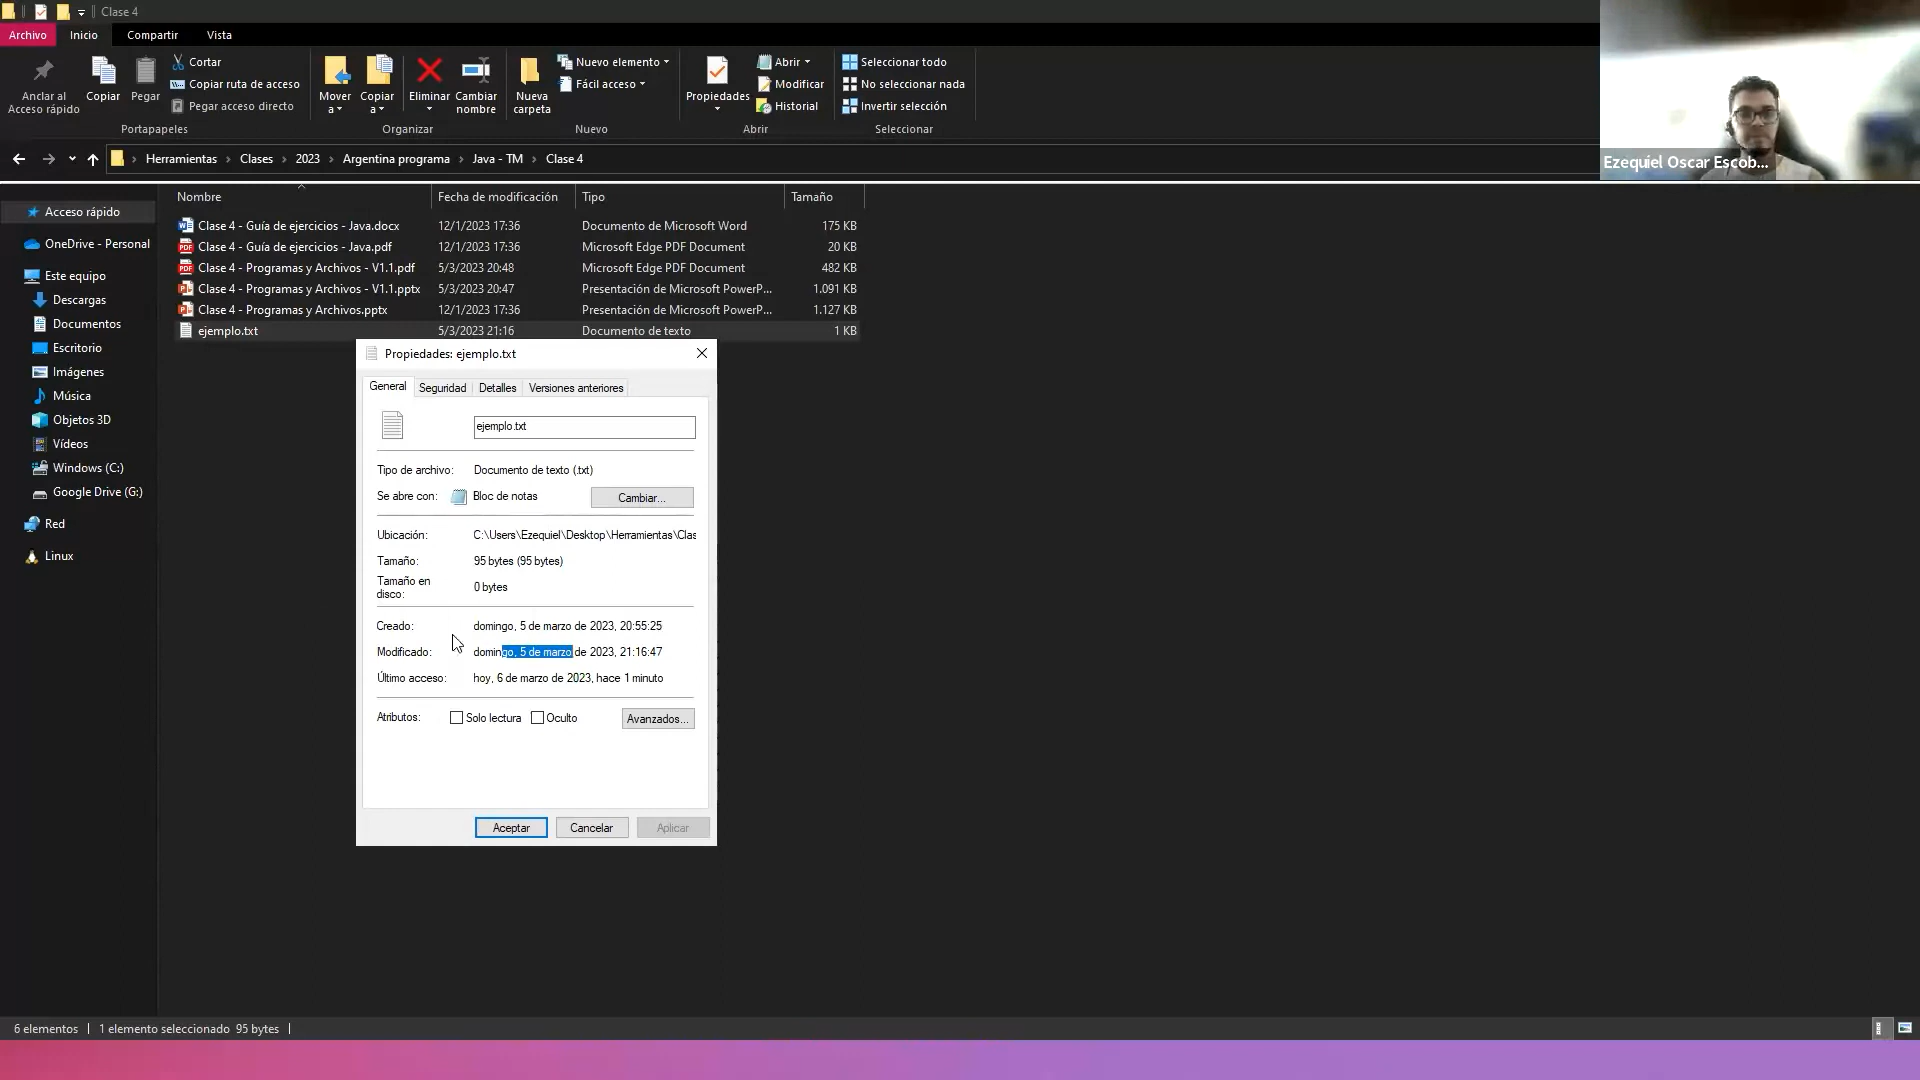 Clase 4
Archivo Inicio Compartir Vista
Anclar al Acceso rápido
Copiar
Pegar
Cortar
Copiar ruta de acceso
Pegar acceso directo
Portapapeles
Mover a
Copiar a
Eliminar
Cambiar nombre
Organizar
Nueva carpeta
Nuevo elemento
Fácil acceso
Nuevo
Propiedades
Abrir
Modificar
Historial
Abrir
Seleccionar todo
No seleccionar nada
Invertir selección
Seleccionar
Herramientas > Clases > 2023 > Argentina programa > Java - TM > Clase 4
Ezequiel Oscar Escob...
Acceso rápido
OneDrive - Personal
Este equipo
Descargas
Documentos
Escritorio
Imágenes
Música
Objetos 3D
Vídeos
Windows (C:)
Google Drive (G:)
Red
Linux
Nombre Fecha de modificación Tipo Tamaño
Clase 4 - Guía de ejercicios - Java.docx 12/1/2023 17:36 Documento de Microsoft Word 175 KB
Clase 4 - Guía de ejercicios - Java.pdf 12/1/2023 17:36 Microsoft Edge PDF Document 20 KB
Clase 4 - Programas y Archivos - V1.1.pdf 5/3/2023 20:48 Microsoft Edge PDF Document 482 KB
Clase 4 - Programas y Archivos - V1.1.pptx 5/3/2023 20:47 Presentación de Microsoft PowerP... 1.091 KB
Clase 4 - Programas y Archivos.pptx 12/1/2023 17:36 Presentación de Microsoft PowerP... 1.127 KB
ejemplo.txt 5/3/2023 21:16 Documento de texto 1 KB
Propiedades: ejemplo.txt
General Seguridad Detalles Versiones anteriores
ejemplo.txt
Tipo de archivo: Documento de texto (.txt)
Se abre con: Bloc de notas Cambiar...
Ubicación: C:\Users\Ezequiel\Desktop\Herramientas\Clas
Tamaño: 95 bytes (95 bytes)
Tamaño en disco: 0 bytes
Creado: domingo, 5 de marzo de 2023, 20:55:25
Modificado: domingo, 5 de marzo de 2023, 21:16:47
Último acceso: hoy, 6 de marzo de 2023, hace 1 minuto
Atributos: Solo lectura Oculto Avanzados...
Aceptar Cancelar Aplicar
6 elementos 1 elemento seleccionado 95 bytes